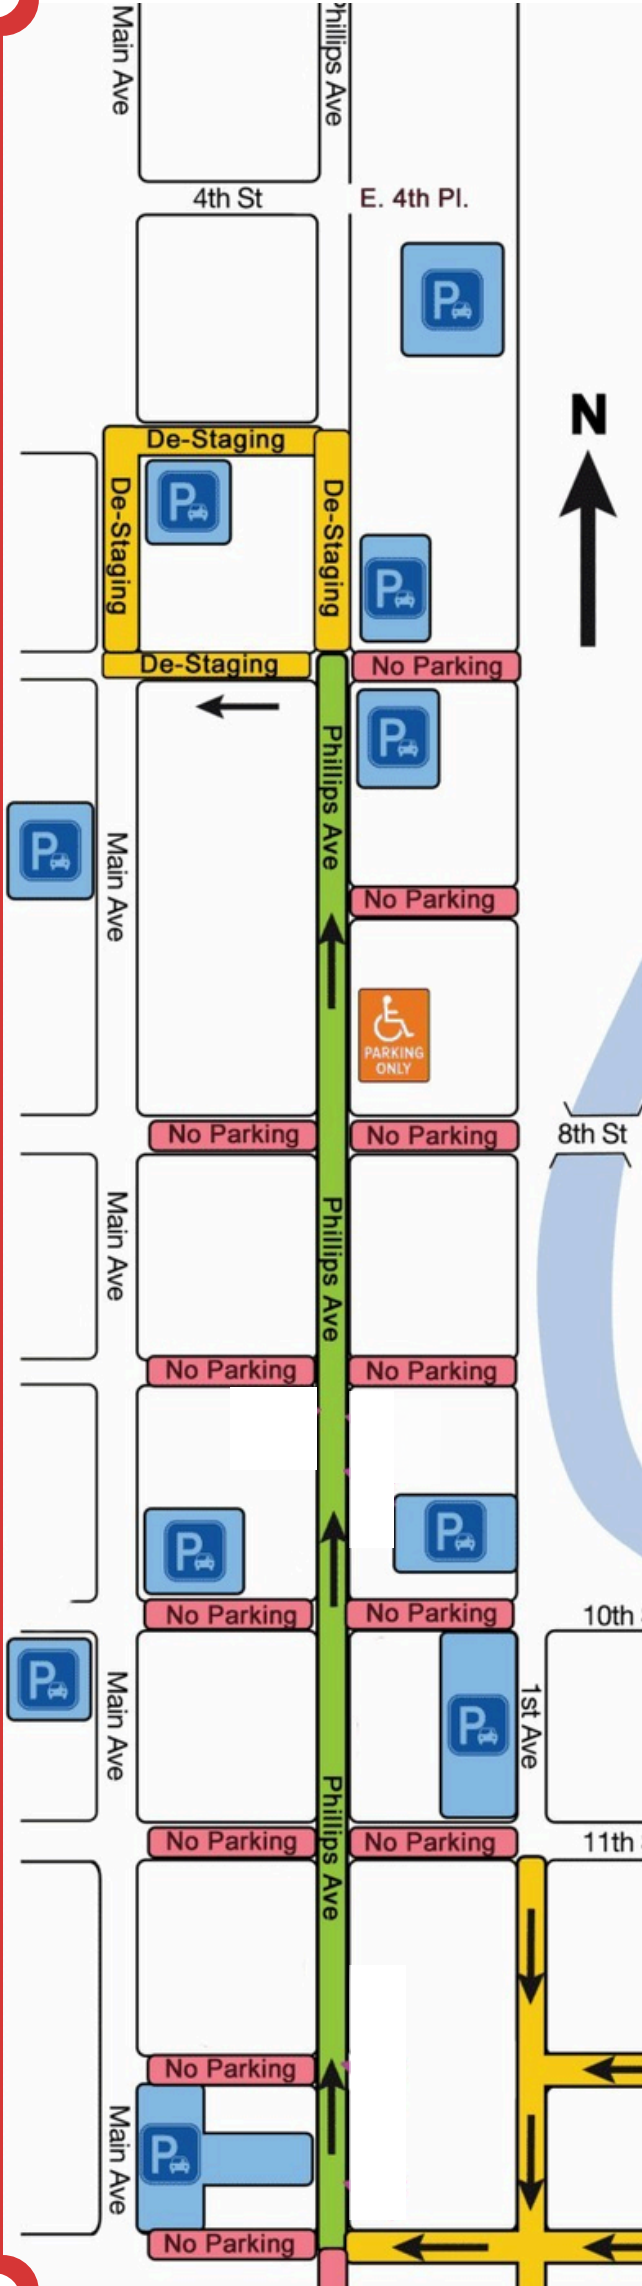 Main Ave
Phillips Ave
4th St
E. 4th Pl.
P
N
De-Staging
P
De-Staging
De-Staging
P
De-Staging
No Parking
P
Phillips Ave
P
Main Ave
No Parking
PARKING
ONLY
No Parking
No Parking
8th St
Main Ave
Phillips Ave
No Parking
No Parking
P
P
No Parking
No Parking
10th
P
Main Ave
P
1st Ave
Phillips Ave
No Parking
No Parking
11th
No Parking
P
Main Ave
No Parking